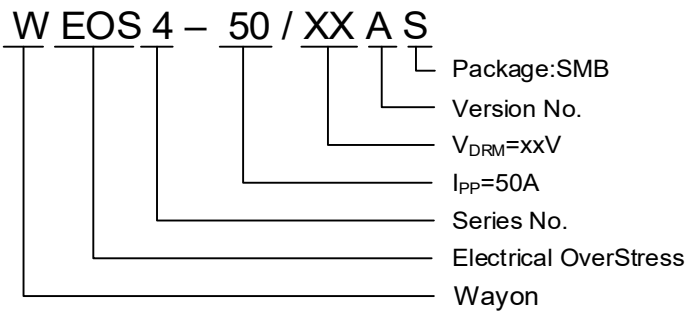 W EOS 4 – 50 / XX A S
Package:SMB
Version No.
VDRM=xxV
IPP=50A
Series No.
Electrical OverStress
Wayon